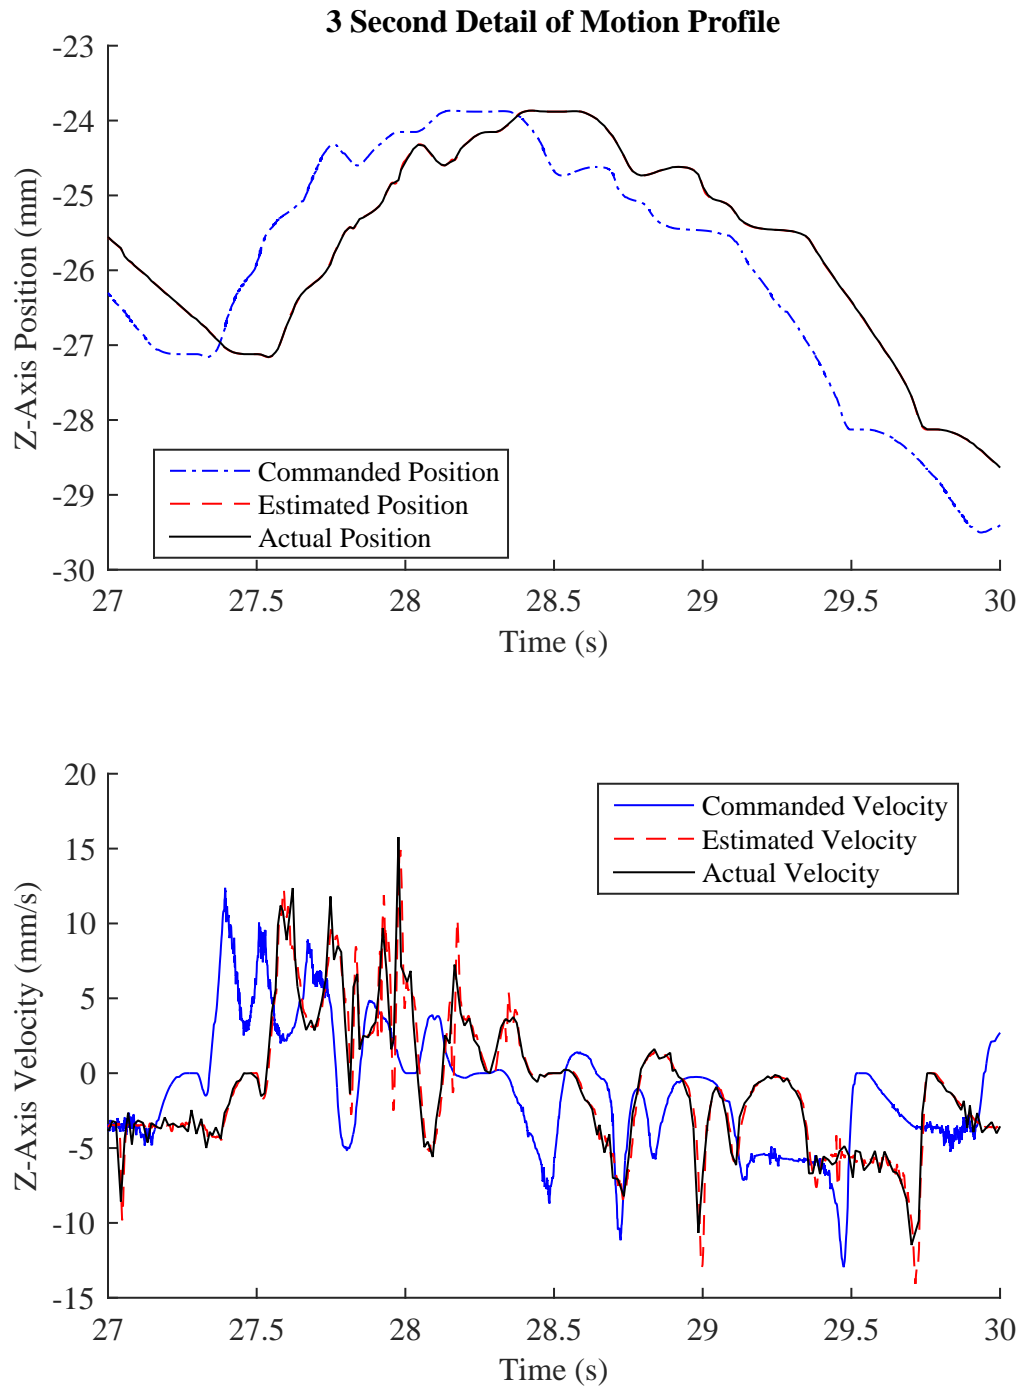 3 Second Detail of Motion Profile
-23
-24
-25
-26
-27
-28
-29
-30
Z-Axis Position (mm)
Commanded Position
Estimated Position
Actual Position
27 27.5 28 28.5 29 29.5 30
Time (s)
20
15
10
5
0
-5
-10
-15
Z-Axis Velocity (mm/s)
Commanded Velocity
Estimated Velocity
Actual Velocity
27 27.5 28 28.5 29 29.5 30
Time (s)